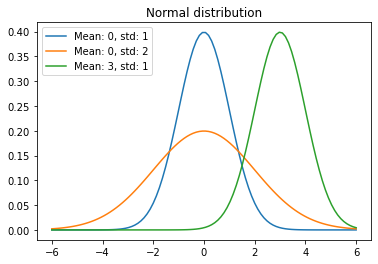 Normal distribution
Mean: 0, std: 1
Mean: 0, std: 2
Mean: 3, std: 1
0.40
0.35
0.30
0.25
0.20
0.15
0.10
0.05
0.00
−6 −4 −2 0 2 4 6